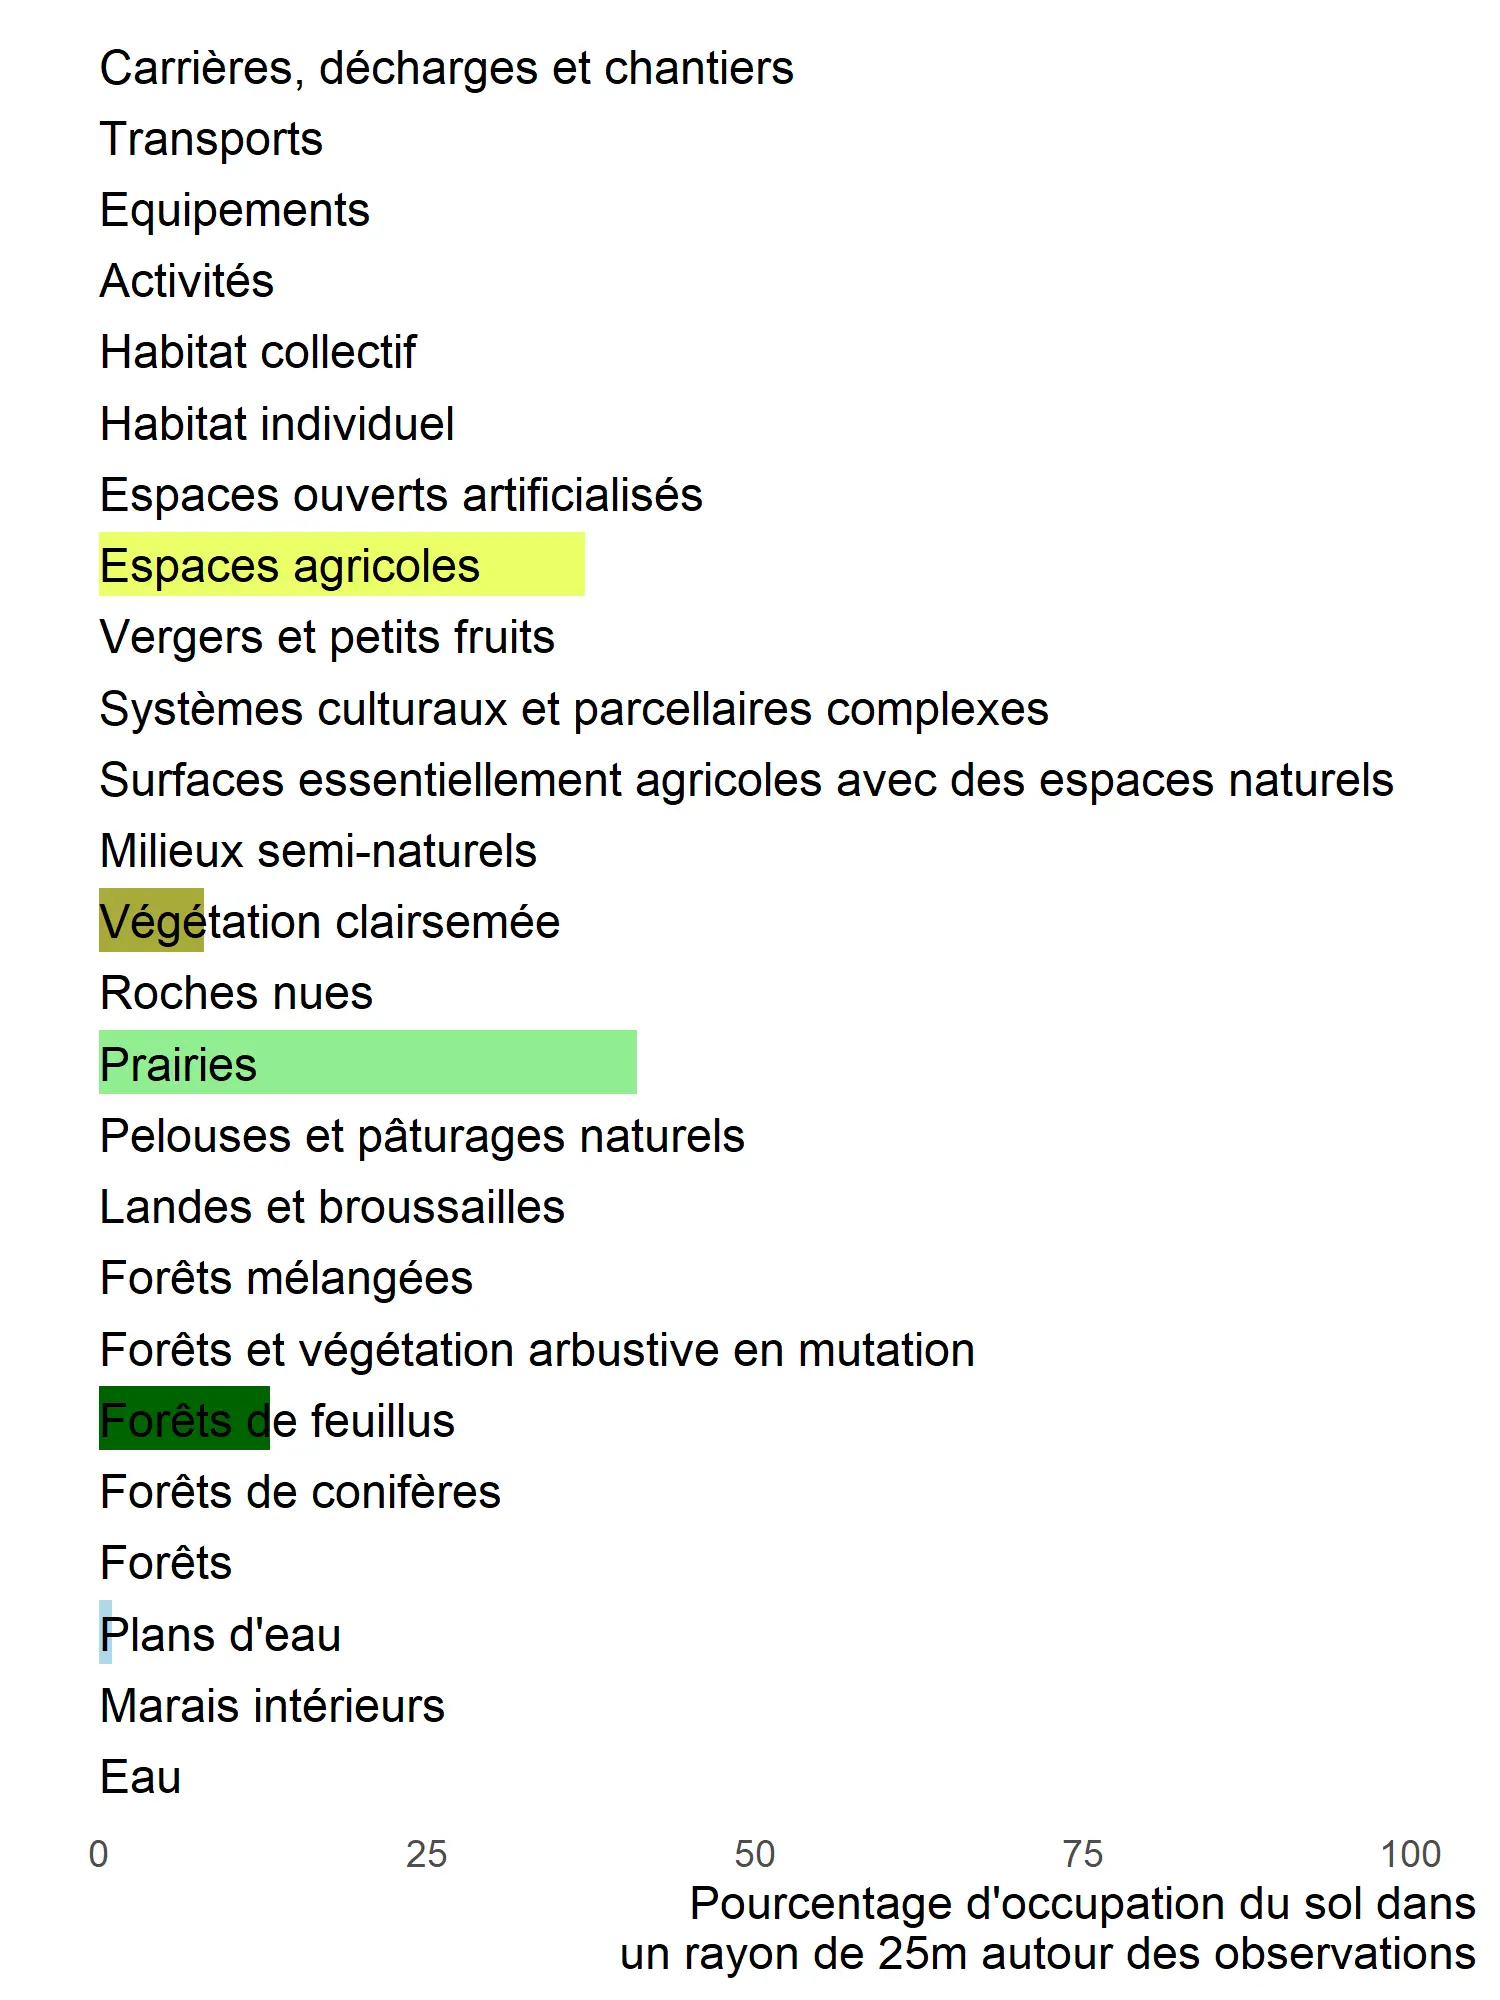 Carrières, décharges et chantiers
Transports
Equipements
Activités
Habitat collectif
Habitat individuel
Espaces ouverts artificialisés
Espaces agricoles
Vergers et petits fruits
Systèmes culturaux et parcellaires complexes
Surfaces essentiellement agricoles avec des espaces naturels
Milieux semi-naturels
Végétation clairsemée
Roches nues
Prairies
Pelouses et pâturages naturels
Landes et broussailles
Forêts mélangées
Forêts et végétation arbustive en mutation
Forêts de feuillus
Forêts de conifères
Forêts
Plans d'eau
Marais intérieurs
Eau
0 25 50 75 100
Pourcentage d'occupation du sol dans
un rayon de 25m autour des observations